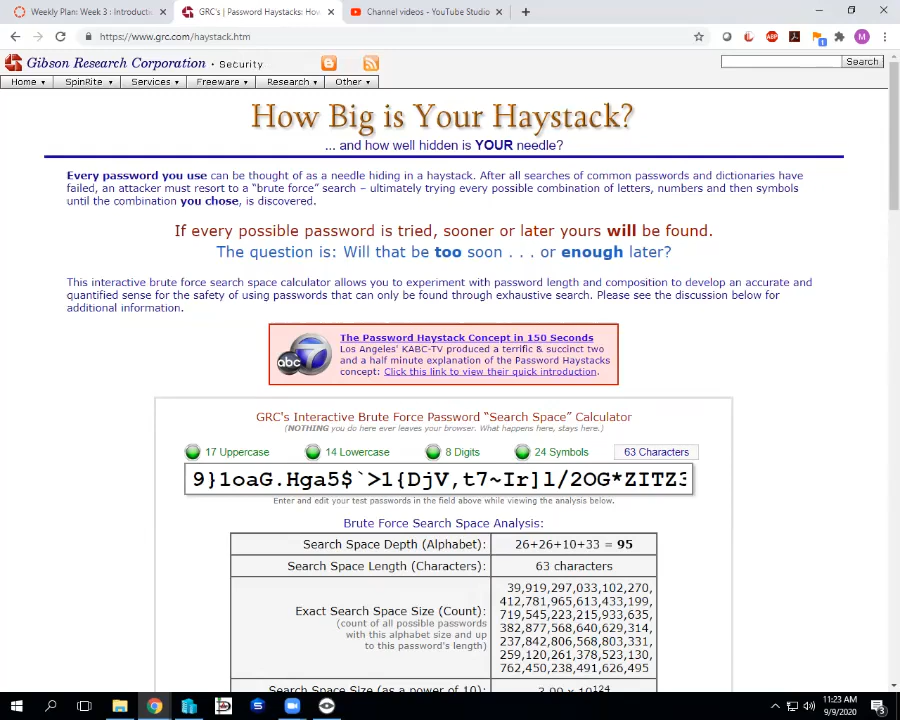 Weekly Plan: Week 3 : Introducti
GRC's | Password Haystacks: How
Channel videos - YouTube Studio
https://www.grc.com/haystack.htm
ABP
1
M
Gibson Research Corporation · Security
Search
Home SpinRite Services Freeware Research Other
How Big is Your Haystack?
... and how well hidden is YOUR needle?
Every password you use can be thought of as a needle hiding in a haystack. After all searches of common passwords and dictionaries have
failed, an attacker must resort to a “brute force” search – ultimately trying every possible combination of letters, numbers and then symbols
until the combination you chose, is discovered.
If every possible password is tried, sooner or later yours will be found.
The question is: Will that be too soon . . . or enough later?
This interactive brute force search space calculator allows you to experiment with password length and composition to develop an accurate and
quantified sense for the safety of using passwords that can only be found through exhaustive search. Please see the discussion below for
additional information.
abc 7
The Password Haystack Concept in 150 Seconds
Los Angeles' KABC-TV produced a terrific & succinct two
and a half minute explanation of the Password Haystacks
concept: Click this link to view their quick introduction.
GRC's Interactive Brute Force Password “Search Space” Calculator
(NOTHING you do here ever leaves your browser. What happens here, stays here.)
17 Uppercase 14 Lowercase 8 Digits 24 Symbols 63 Characters
9}1oaG.Hga5$`>1{DjV,t7~Ir]l/2OG*ZITZ3
Enter and edit your test passwords in the field above while viewing the analysis below.
Brute Force Search Space Analysis:
Search Space Depth (Alphabet): 26+26+10+33 = 95
Search Space Length (Characters): 63 characters
Exact Search Space Size (Count):
(count of all possible passwords
with this alphabet size and up
to this password's length)
39,919,297,033,102,270,
412,781,965,613,433,199,
719,545,223,215,933,635,
382,877,568,640,629,314,
237,842,806,568,803,331,
259,120,261,378,523,130,
762,450,238,491,626,495
Search Space Size (as a power of 10): 3.99 x 10124
11:23 AM
9/9/2020
3